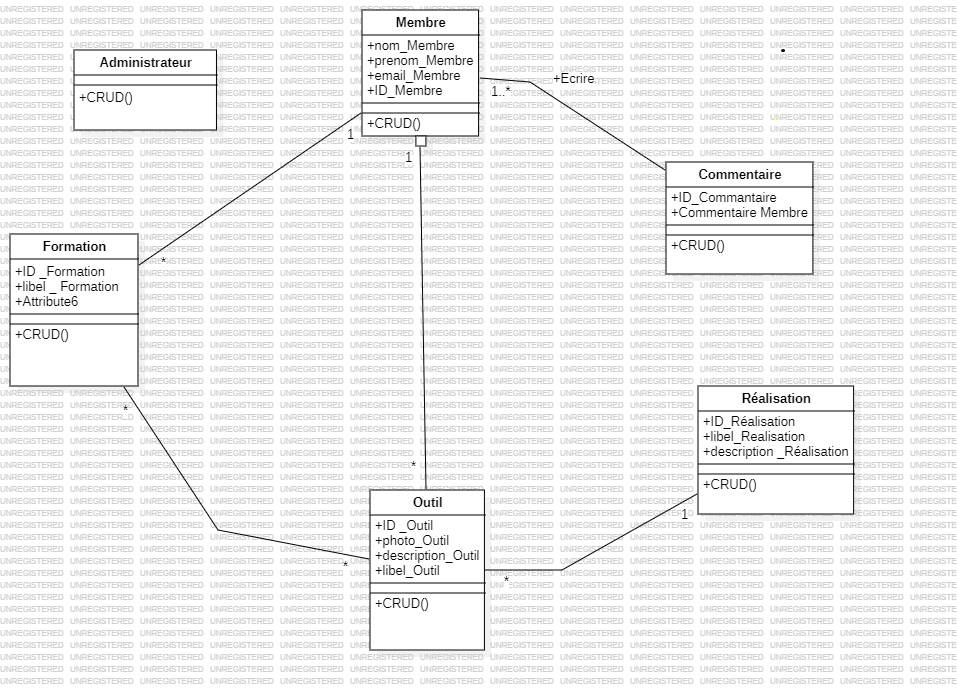 Membre
+nom_Membre
+prenom_Membre
+email_Membre
+ID_Membre
+CRUD()
Administrateur
+CRUD()
+Ecrire
1..*
1
1
Commentaire
+ID_Commantaire
+Commentaire Membre
+CRUD()
Formation
+ID _Formation
+libel _ Formation
+Attribute6
+CRUD()
*
*
*
Réalisation
+ID_Réalisation
+libel_Realisation
+description _Réalisation
+CRUD()
1
Outil
+ID _Outil
+photo_Outil
+description_Outil
+libel_Outil
+CRUD()
*
*
UNREGISTERED